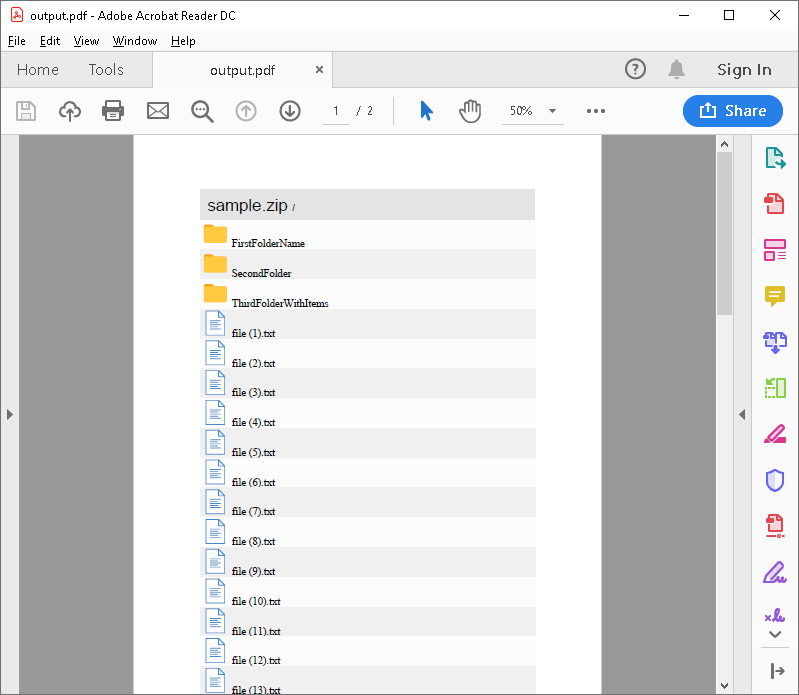 output.pdf - Adobe Acrobat Reader DC
File Edit View Window Help
Home Tools output.pdf × ? Sign In
1 / 2 50% Share
sample.zip /
FirstFolderName
SecondFolder
ThirdFolderWithItems
file (1).txt
file (2).txt
file (3).txt
file (4).txt
file (5).txt
file (6).txt
file (7).txt
file (8).txt
file (9).txt
file (10).txt
file (11).txt
file (12).txt
file (13).txt